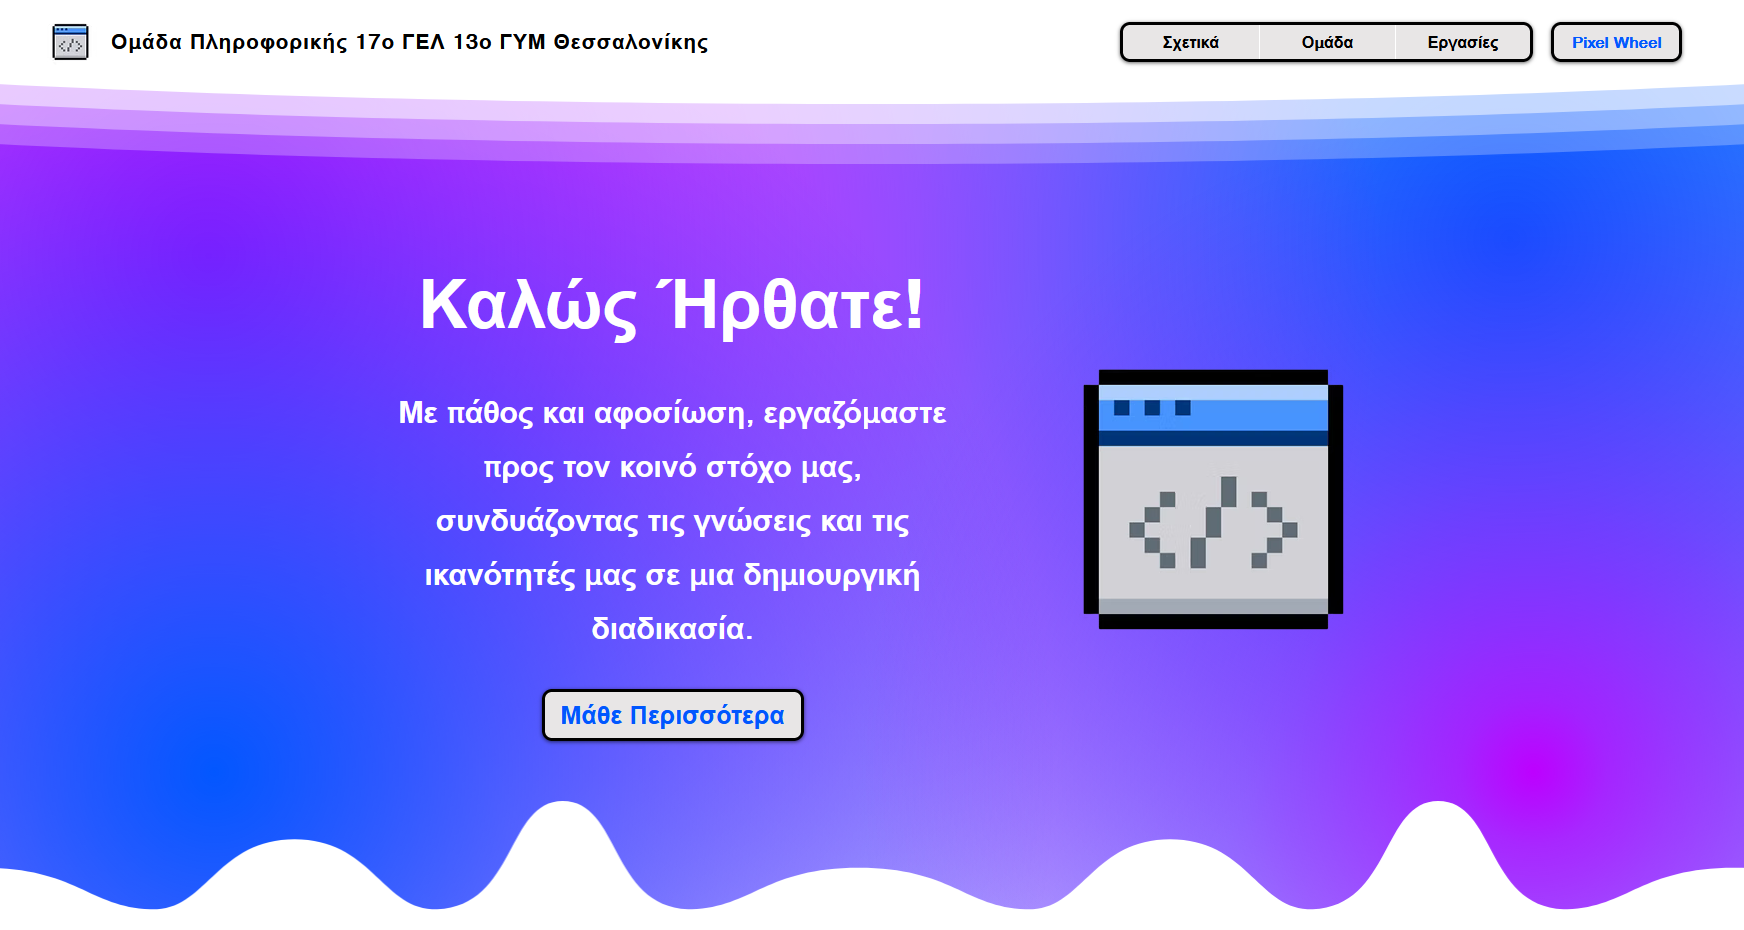 Ομάδα Πληροφορικής 17ο ΓΕΛ 13ο ΓΥΜ Θεσσαλονίκης
Σχετικά
Ομάδα
Εργασίες
Pixel Wheel
Καλώς Ήρθατε!
Με πάθος και αφοσίωση, εργαζόμαστε
προς τον κοινό στόχο μας,
συνδυάζοντας τις γνώσεις και τις
ικανότητές μας σε μια δημιουργική
διαδικασία.
Μάθε Περισσότερα